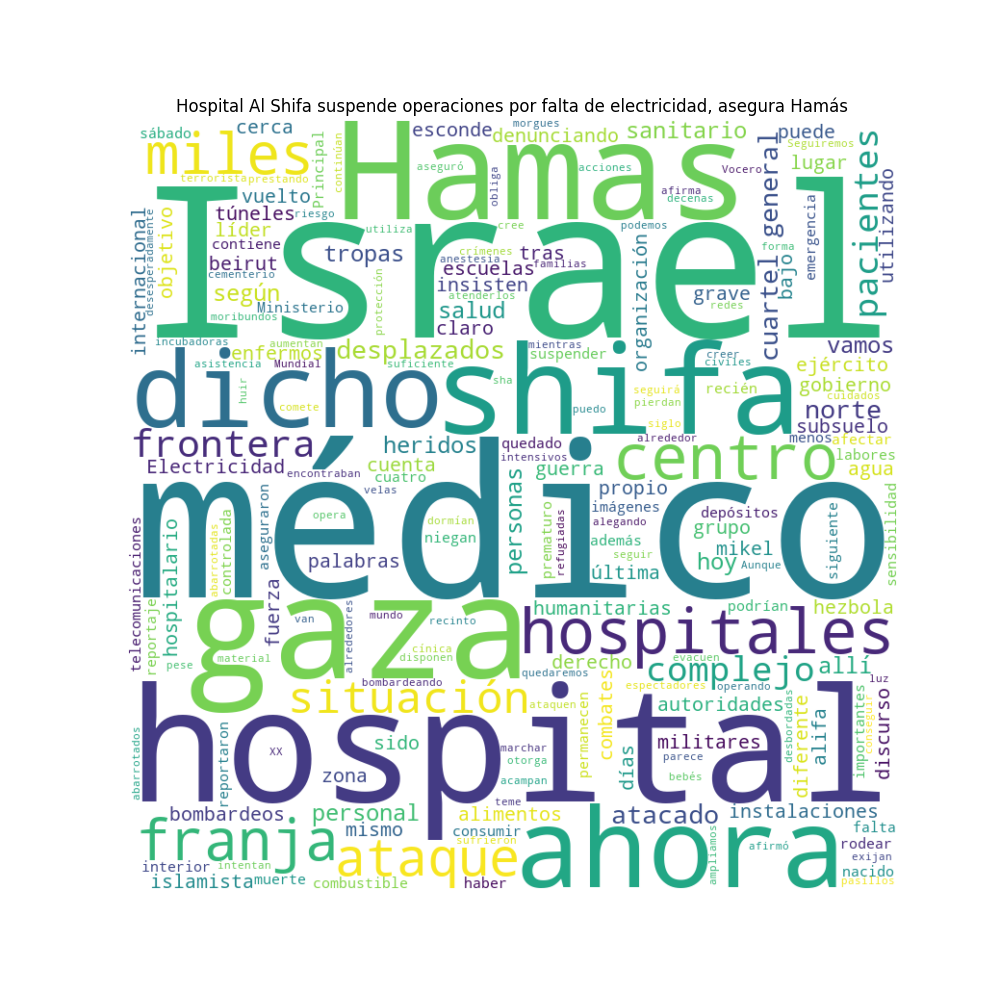 Hospital Al Shifa suspende operaciones por falta de electricidad, asegura Hamás
sábado
cerca
miles
terrorista
prestando
vuelto
Principal
continúan
Hamas
esconde
morgues
denunciando
sanitario
aseguró
acciones
obliga
Vocero
afirma
decenas
puede
Seguiremos
lugar
cuartel general
pacientes
utilizando
internacional
desesperadamente
objetivo
túneles
riesgo
líder
contiene
beirut
cementerio
según
Ministerio
moribundos
Israel
utiliza
tropas
crímenes
cree
anestesia
tras
escuelas
familias
insisten
atenderlos
protección
salud
claro
podemos
organización
grave
redes
forma
bajo
emergencia
incubadoras
aumentan
enfermos
desplazados
mientras
suspender
creer
civiles
vamos
asistencia
Mundial
suficiente
huir
comete
dicho
sha
shifa
puedo
seguirá
pierdan
recién
siglo
ejército
gobierno
cuidados
norte
subsuelo
frontera
heridos
quedado
intensivos
alrededor
menos
afectar
Electricidad
encontraban
cuenta
cuatro
guerra
centro
labores
agua
velas
personas
propio
imágenes
depósitos
médico
opera
dormían
niegan
prematuro
refugiadas
alegando
además
grupo
mikel
hoy
Aunque
siguiente
sensibilidad
telecomunicaciones
hospitalario
abarrotadas
controlada
aseguraron
palabras
seguir
última
reportaje
pese
material
fuerza
van
alrededores
mundo
gaza
recinto
cínica
disponen
humanitarias
podrían
hezbola
hospitales
derecho
evacuen
complejo
allí
luz
bombardeando
quedaremos
situación
ataquen
combates
espectadores
operando
autoridades
hospital
abarrotados
reportaron
xx
zona
sido
marchar
otorga
acampan
permanecen
días
militares
parece
bebés
desbordadas
diferente
alifa
importantes
conseguir
discurso
bombardeos
personal
teme
alimentos
atacado
instalaciones
franja
mismo
consumir
sufrieron
falta
interior
intentan
ataque
ahora
ampliamos
afirmó
rodear
exijan
islamista
muerte
combustible
haber
nacido
pasillos